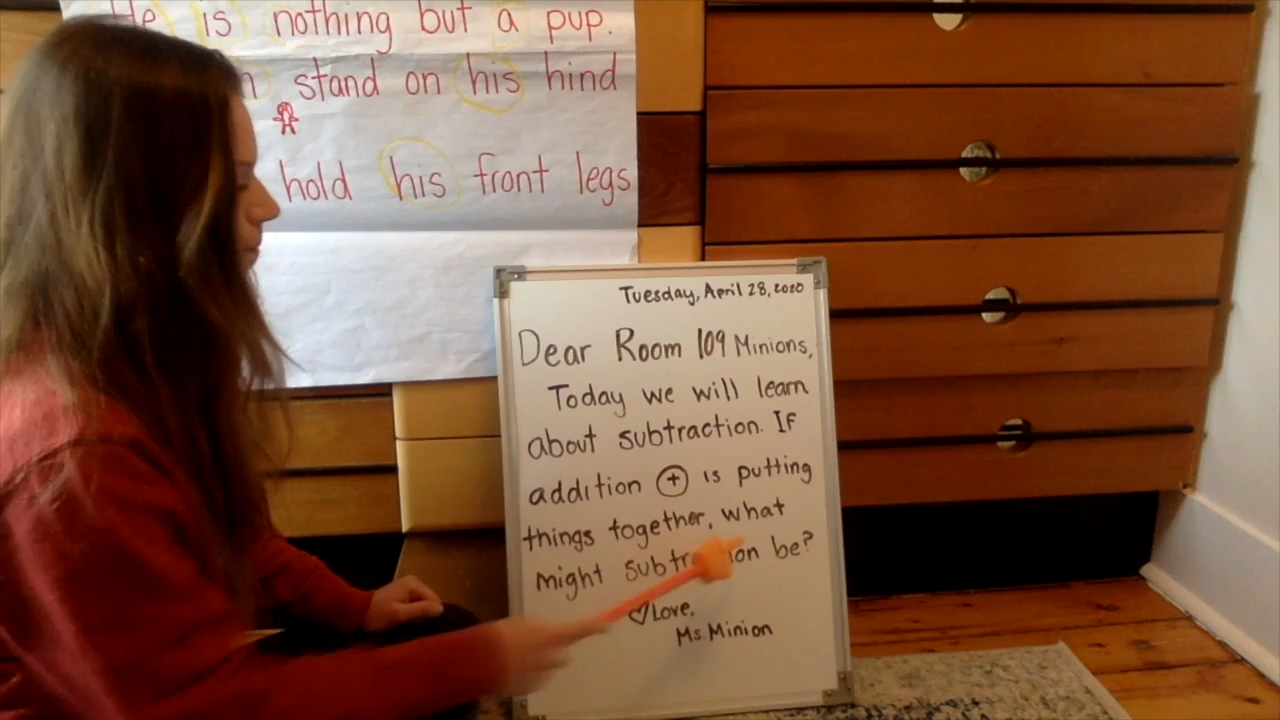 He is nothing but a pup.
stand on his hind
hold his front legs
Tuesday, April 28, 2020
Dear Room 109 Minions,
Today we will learn
about subtraction. If
addition + is putting
things together, what
might subtraction be?
Love,
Ms. Minion